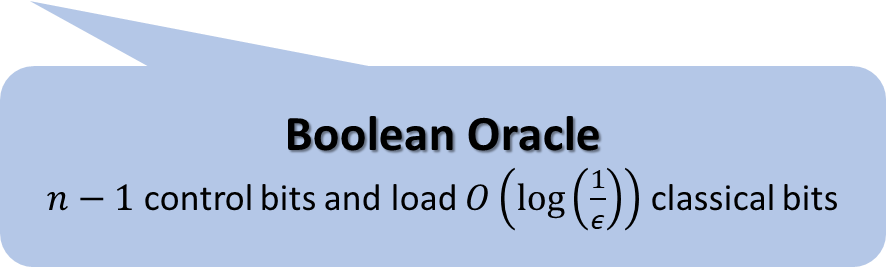 Boolean Oracle
n − 1 control bits and load O(log(1/ϵ)) classical bits